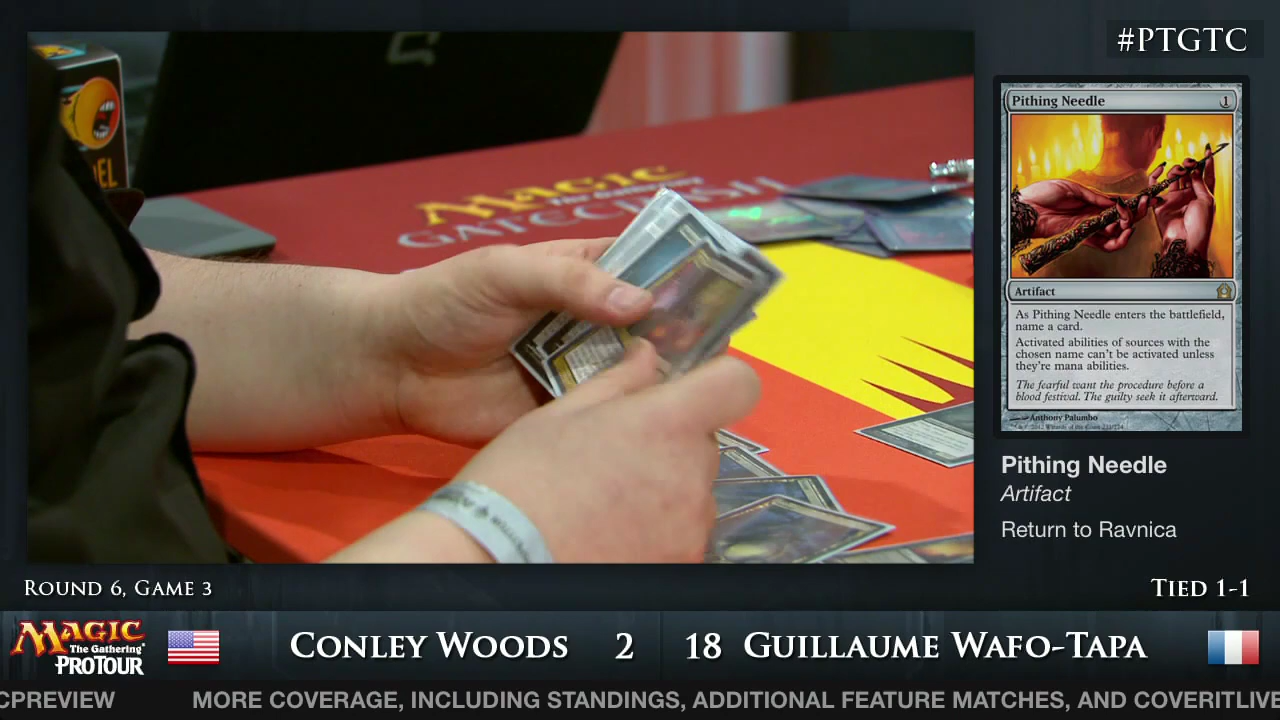 #PTGTC
MAGIC
The Gathering
GATECRASH
Pithing Needle 1
Artifact
As Pithing Needle enters the battlefield,
name a card.
Activated abilities of sources with the
chosen name can't be activated unless
they're mana abilities.
The fearful want the procedure before a
blood festival. The guilty seek it afterward.
Anthony Palumbo
Pithing Needle
Artifact
Return to Ravnica
ROUND 6, GAME 3
TIED 1-1
MAGIC
The Gathering
PRO TOUR
CONLEY WOODS 2
18 GUILLAUME WAFO-TAPA
CPREVIEW MORE COVERAGE, INCLUDING STANDINGS, ADDITIONAL FEATURE MATCHES, AND COVERITLIVE